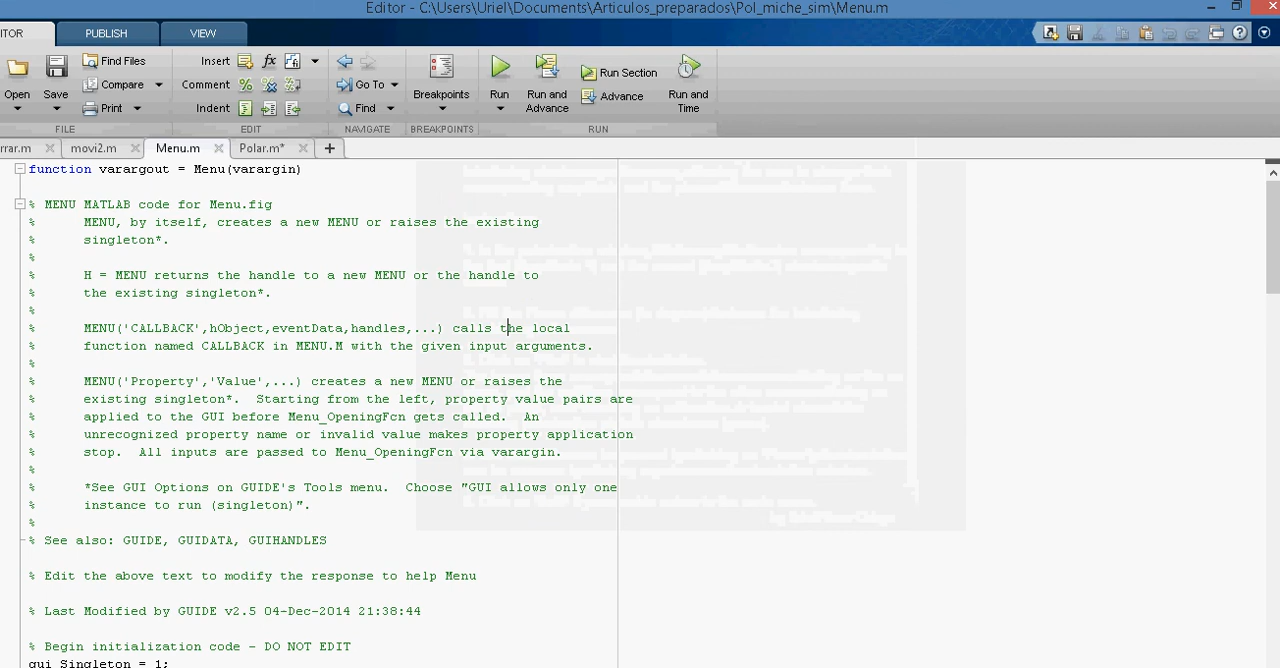 Editor - C:\Users\Uriel\Documents\Articulos_preparados\Pol_miche_sim\Menu.m
ITOR PUBLISH VIEW
Find Files Insert fx Run Section
Compare Comment % Go To Advance
Print Indent Find
Open Save Breakpoints Run Run and Advance Run and Time
FILE EDIT NAVIGATE BREAKPOINTS RUN
rrar.m movi2.m Menu.m Polar.m* +
function varargout = Menu(varargin)
% MENU MATLAB code for Menu.fig
% MENU, by itself, creates a new MENU or raises the existing
% singleton*.
%
% H = MENU returns the handle to a new MENU or the handle to
% the existing singleton*.
%
% MENU('CALLBACK',hObject,eventData,handles,...) calls the local
% function named CALLBACK in MENU.M with the given input arguments.
%
% MENU('Property','Value',...) creates a new MENU or raises the
% existing singleton*. Starting from the left, property value pairs are
% applied to the GUI before Menu_OpeningFcn gets called. An
% unrecognized property name or invalid value makes property application
% stop. All inputs are passed to Menu_OpeningFcn via varargin.
%
% *See GUI Options on GUIDE's Tools menu. Choose "GUI allows only one
% instance to run (singleton)".
%
% See also: GUIDE, GUIDATA, GUIHANDLES
% Edit the above text to modify the response to help Menu
% Last Modified by GUIDE v2.5 04-Dec-2014 21:38:44
% Begin initialization code - DO NOT EDIT
gui_Singleton = 1;